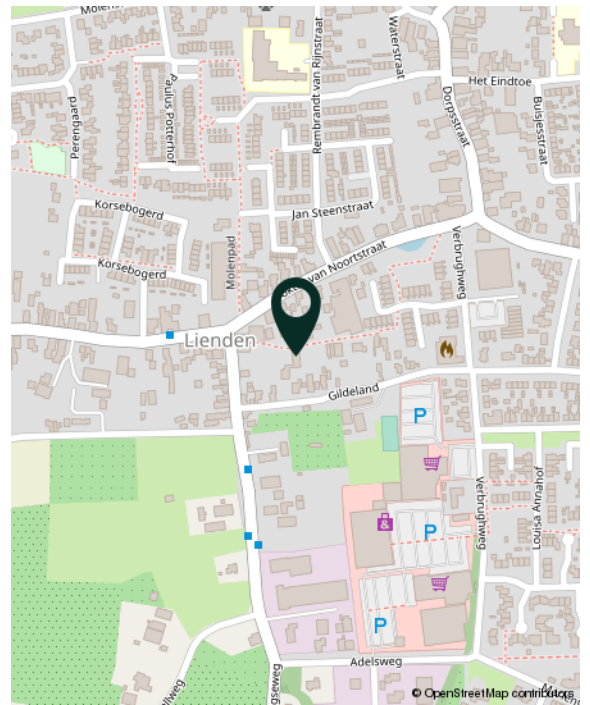 Molens
Waterstraat
Rembrandt van Rijnstraat
Het Eindtoe
Paulus Potterhof
Perengaard
Dorpsstraat
Buisjesstraat
Korsebogerd
Jan Steenstraat
Verbrughweg
van Noortstraat
Molenpad
Korsebogerd
Lienden
Gildeland
P
P
Verbrughweg
Louisa Annahof
P
Adelsweg
© OpenStreetMap contributors